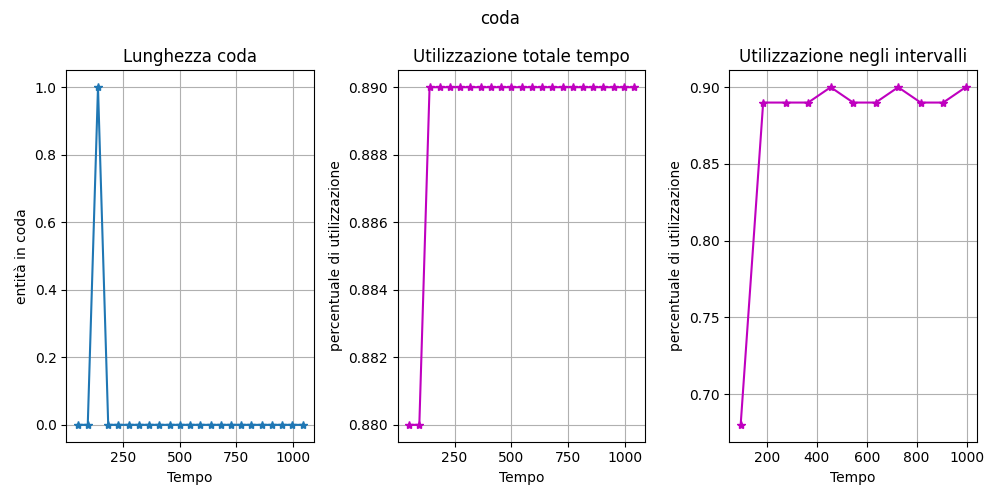 coda
Lunghezza coda
entità in coda
1.0
0.8
0.6
0.4
0.2
0.0
250 500 750 1000
Tempo
Utilizzazione totale tempo
percentuale di utilizzazione
0.890
0.888
0.886
0.884
0.882
0.880
250 500 750 1000
Tempo
Utilizzazione negli intervalli
percentuale di utilizzazione
0.90
0.85
0.80
0.75
0.70
200 400 600 800 1000
Tempo